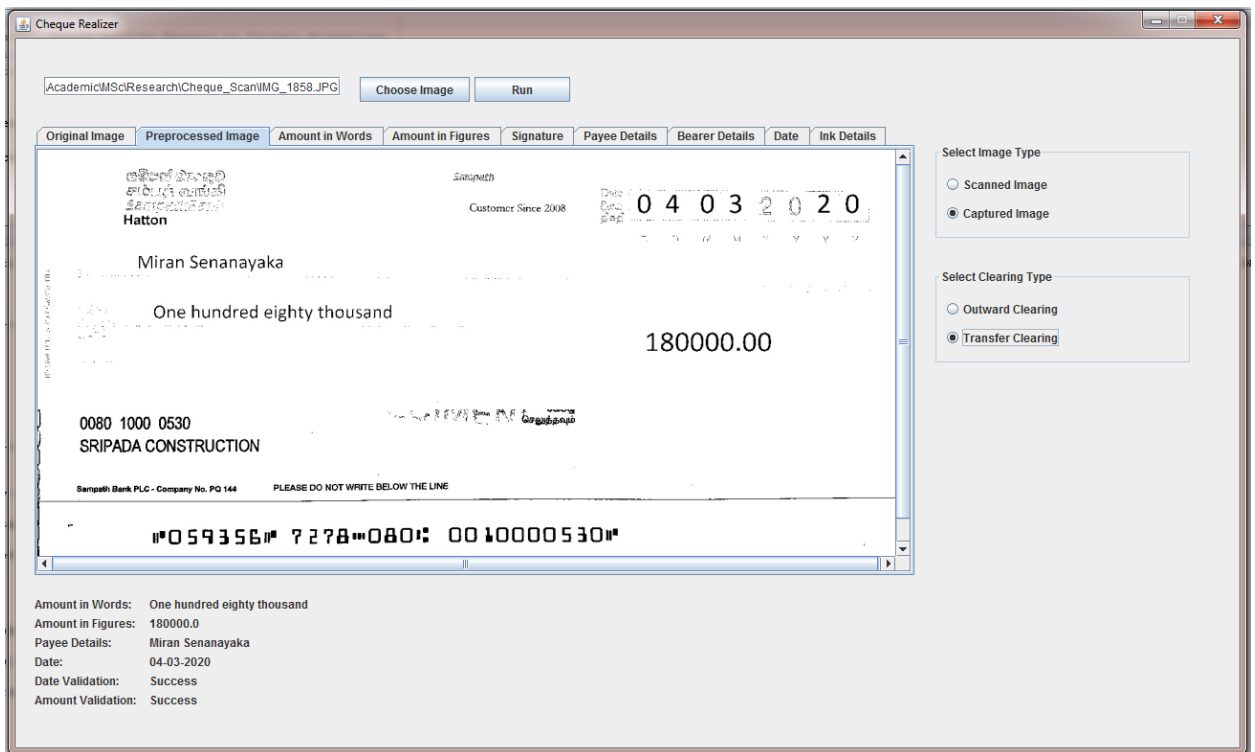 Cheque Realizer
Academic\MSc\Research\Cheque_Scan\IMG_1858.JPG Choose Image Run
Original Image Preprocessed Image Amount in Words Amount in Figures Signature Payee Details Bearer Details Date Ink Details
Sampath
Customer Since 2008
Hatton
0 4 0 3 2 0 2 0
D D M M Y Y Y Y
Miran Senanayaka
One hundred eighty thousand
180000.00
செலுத்தவும்
0080 1000 0530
SRIPADA CONSTRUCTION
Sampath Bank PLC - Company No. PQ 144 PLEASE DO NOT WRITE BELOW THE LINE
⑈059356⑈ 7278⑉080⑆ 0010000530⑈
Select Image Type
Scanned Image
Captured Image
Select Clearing Type
Outward Clearing
Transfer Clearing
Amount in Words: One hundred eighty thousand
Amount in Figures: 180000.0
Payee Details: Miran Senanayaka
Date: 04-03-2020
Date Validation: Success
Amount Validation: Success